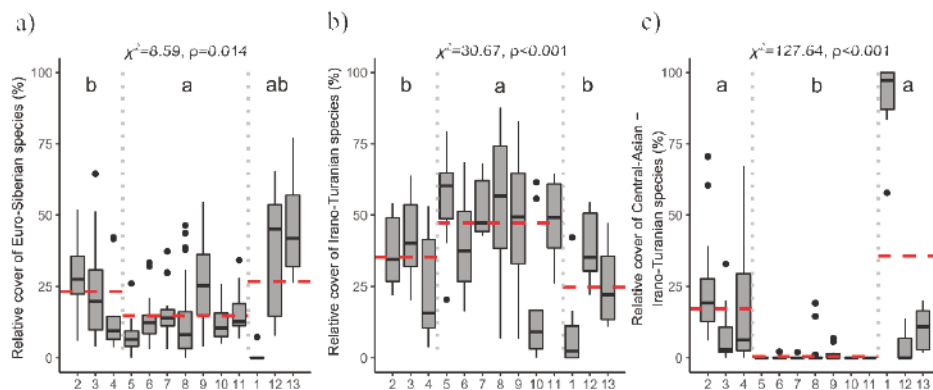 a)
χ²=8.59, p=0.014
Relative cover of Euro-Siberian species (%)
100
75
50
25
0
b
a
ab
2 3 4 5 6 7 8 9 10 11 1 12 13
b)
χ²=30.67, p<0.001
Relative cover of Irano-Turanian species (%)
100
75
50
25
0
b
a
b
2 3 4 5 6 7 8 9 10 11 1 12 13
c)
χ²=127.64, p<0.001
Relative cover of Central-Asian –
Irano-Turanian species (%)
100
75
50
25
0
a
b
a
2 3 4 5 6 7 8 9 10 11 1 12 13